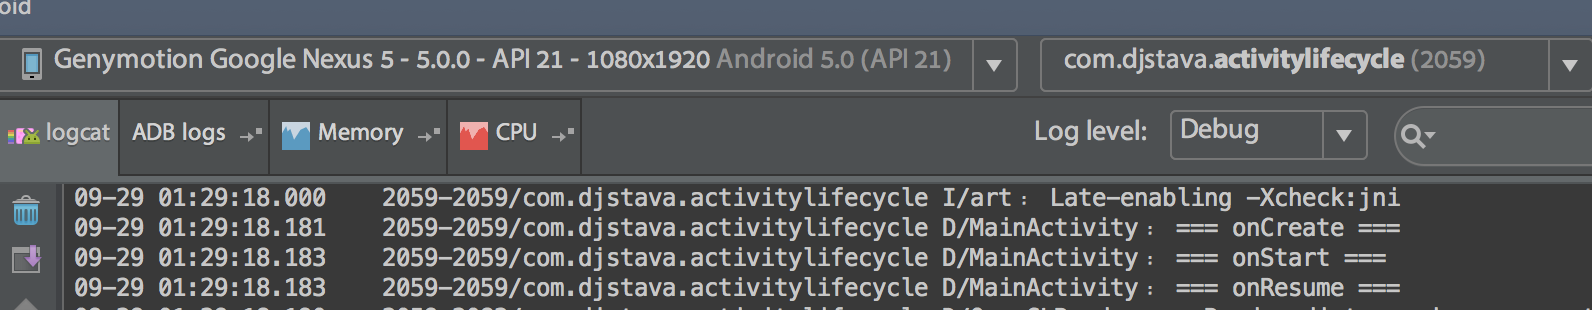 oid
Genymotion Google Nexus 5 - 5.0.0 - API 21 - 1080x1920 Android 5.0 (API 21) com.djstava.activitylifecycle (2059)
logcat ADB logs Memory CPU Log level: Debug
09-29 01:29:18.000 2059-2059/com.djstava.activitylifecycle I/art﹕ Late-enabling -Xcheck:jni
09-29 01:29:18.181 2059-2059/com.djstava.activitylifecycle D/MainActivity﹕ === onCreate ===
09-29 01:29:18.183 2059-2059/com.djstava.activitylifecycle D/MainActivity﹕ === onStart ===
09-29 01:29:18.183 2059-2059/com.djstava.activitylifecycle D/MainActivity﹕ === onResume ===